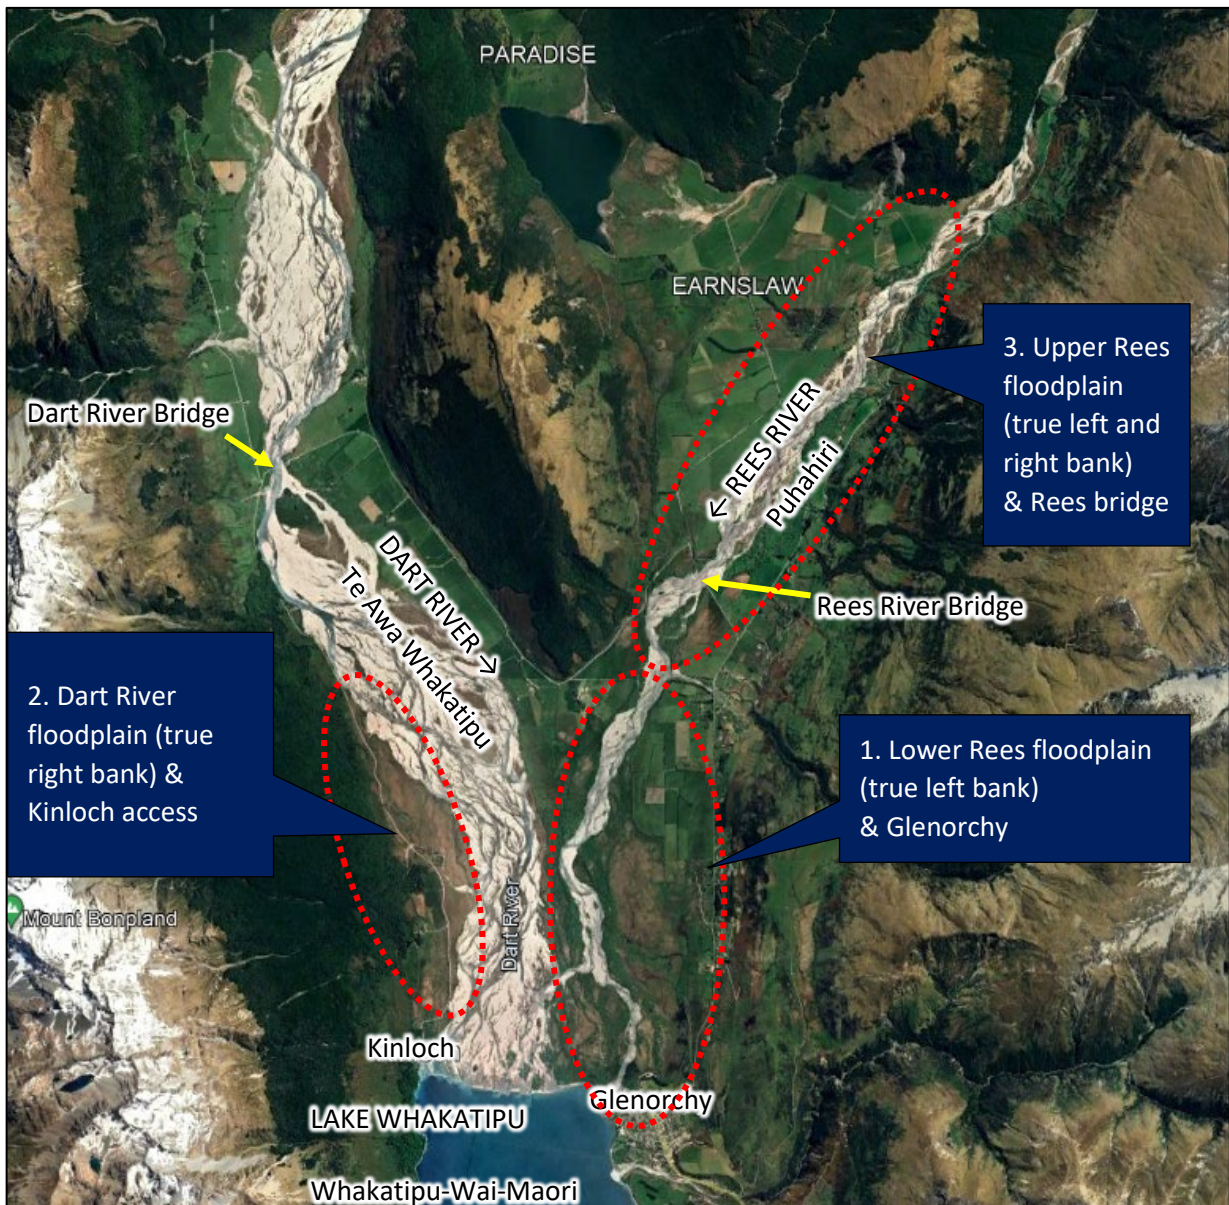 PARADISE
EARNSLAW
3. Upper Rees
floodplain
(true left and
right bank)
& Rees bridge
Dart River Bridge
← REES RIVER
Puhahiri
DART RIVER →
Te Awa Whakatipu
Rees River Bridge
2. Dart River
floodplain (true
right bank) &
Kinloch access
1. Lower Rees floodplain
(true left bank)
& Glenorchy
Mount Bonpland
Dart River
Kinloch
Glenorchy
LAKE WHAKATIPU
Whakatipu-Wai-Maori